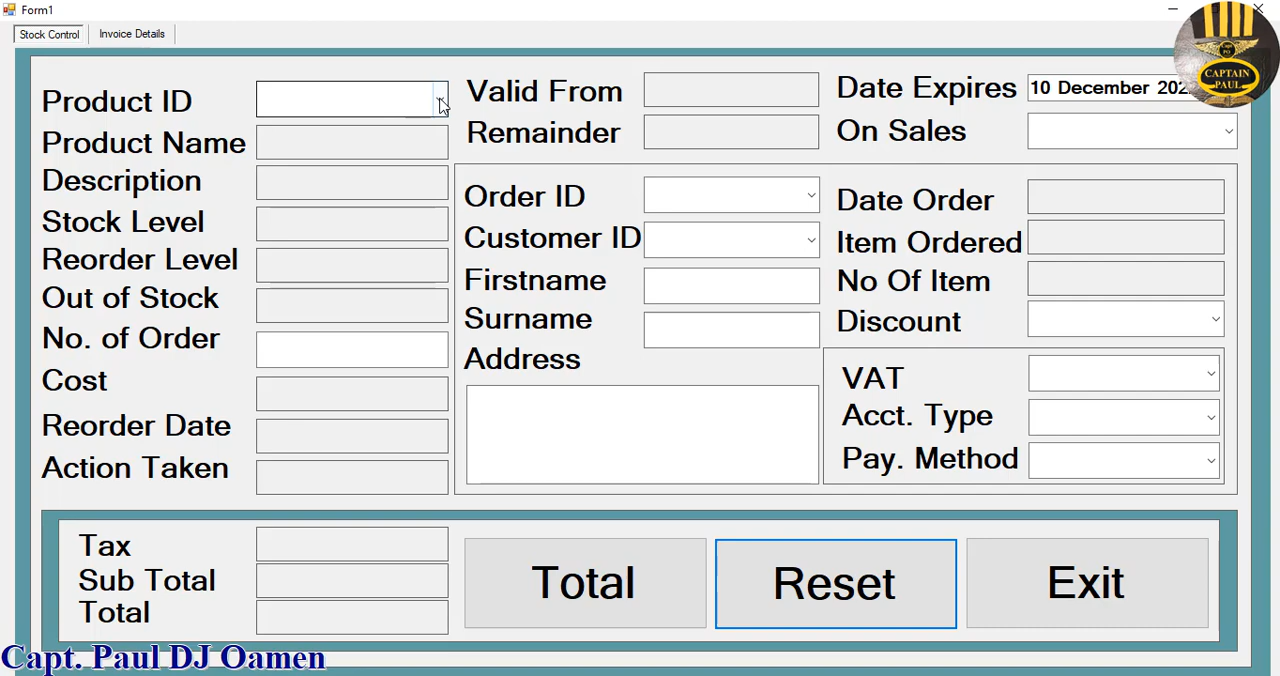 Form1
Stock Control
Invoice Details
Product ID
Product Name
Description
Stock Level
Reorder Level
Out of Stock
No. of Order
Cost
Reorder Date
Action Taken
Valid From
Remainder
Date Expires
10 December 202
On Sales
Order ID
Customer ID
Firstname
Surname
Address
Date Order
Item Ordered
No Of Item
Discount
VAT
Acct. Type
Pay. Method
Tax
Sub Total
Total
Total
Reset
Exit
CAPTAIN
PAUL
Capt. Paul DJ Oamen